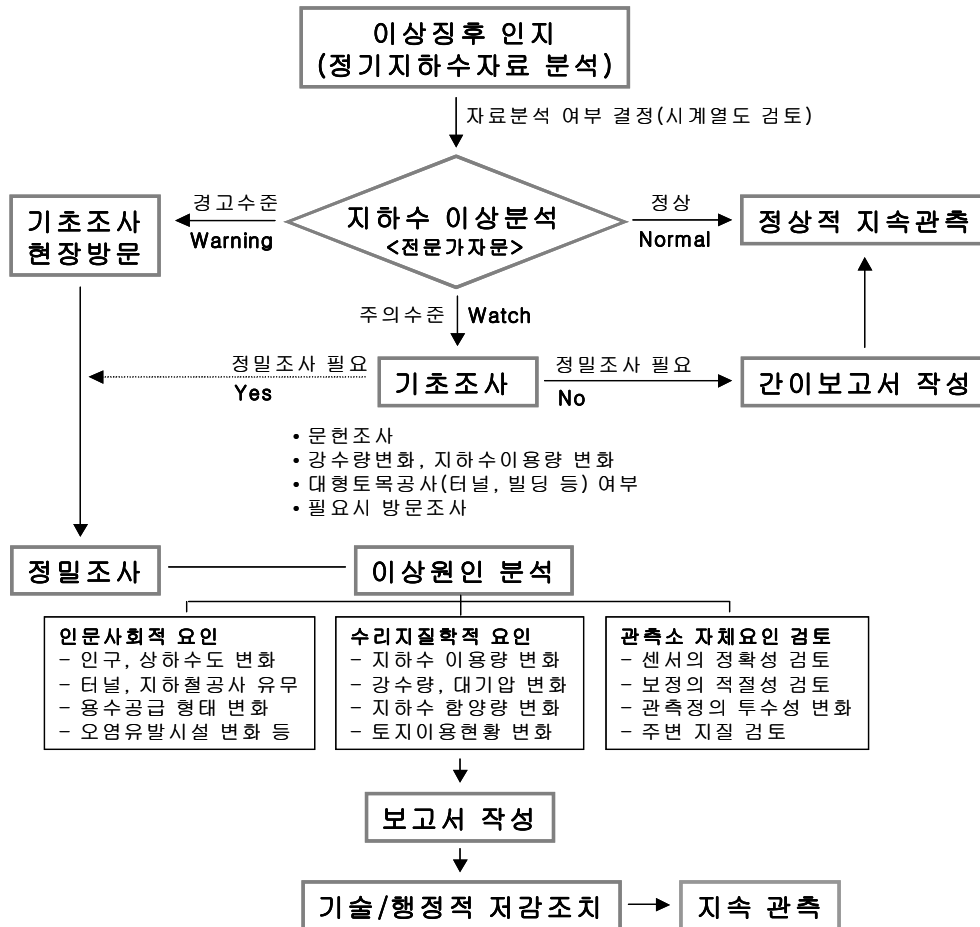 이상징후 인지
(정기지하수자료 분석)
자료분석 여부 결정(시계열도 검토)
기초조사
현장방문
경고수준
Warning
지하수 이상분석
<전문가자문>
정상
Normal
정상적 지속관측
주의수준
Watch
정밀조사 필요
Yes
기초조사
정밀조사 필요
No
간이보고서 작성
• 문헌조사
• 강수량변화, 지하수이용량 변화
• 대형토목공사(터널, 빌딩 등) 여부
• 필요시 방문조사
정밀조사
이상원인 분석
인문사회적 요인
– 인구, 상하수도 변화
– 터널, 지하철공사 유무
– 용수공급 형태 변화
– 오염유발시설 변화 등
수리지질학적 요인
– 지하수 이용량 변화
– 강수량, 대기압 변화
– 지하수 함양량 변화
– 토지이용현황 변화
관측소 자체요인 검토
– 센서의 정확성 검토
– 보정의 적절성 검토
– 관측정의 투수성 변화
– 주변 지질 검토
보고서 작성
기술/행정적 저감조치
지속 관측